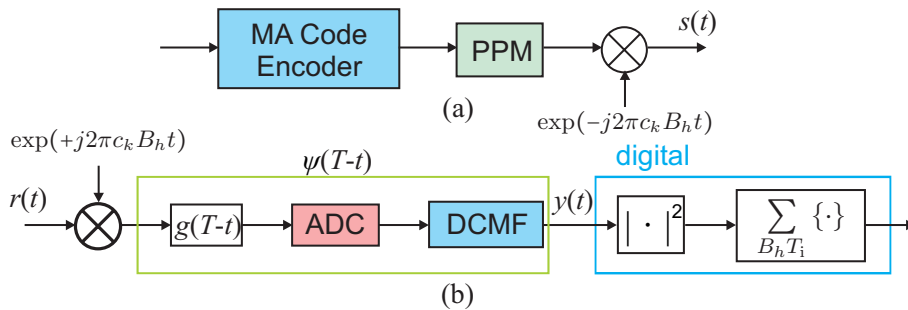 MA Code
Encoder
PPM
s(t)
(a)
exp(−j2πc_k B_h t)
exp(+j2πc_k B_h t)
ψ(T-t)
digital
r(t)
g(T-t)
ADC
DCMF
y(t)
| · |²
∑ {·}
B_h T_i
(b)